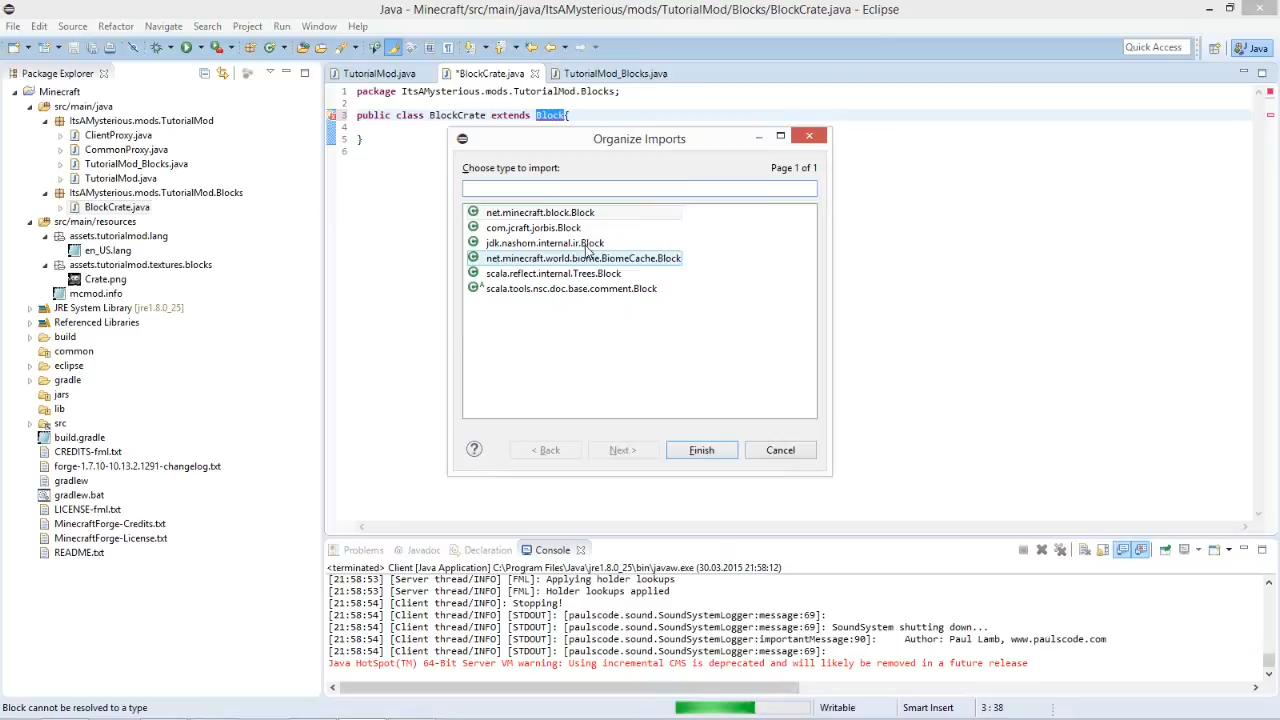 Java - Minecraft/src/main/java/ItsAMysterious/mods/TutorialMod/Blocks/BlockCrate.java - Eclipse
File Edit Source Refactor Navigate Search Project Run Window Help
Quick Access
Java
Package Explorer
TutorialMod.java
*BlockCrate.java
TutorialMod_Blocks.java
Minecraft
src/main/java
ItsAMysterious.mods.TutorialMod
ClientProxy.java
CommonProxy.java
TutorialMod_Blocks.java
TutorialMod.java
ItsAMysterious.mods.TutorialMod.Blocks
BlockCrate.java
src/main/resources
assets.tutorialmod.lang
en_US.lang
assets.tutorialmod.textures.blocks
Crate.png
mcmod.info
JRE System Library [jre1.8.0_25]
Referenced Libraries
build
common
eclipse
gradle
jars
lib
src
build.gradle
CREDITS-fml.txt
forge-1.7.10-10.13.2.1291-changelog.txt
gradlew
gradlew.bat
LICENSE-fml.txt
MinecraftForge-Credits.txt
MinecraftForge-License.txt
README.txt
1 package ItsAMysterious.mods.TutorialMod.Blocks;
2
3 public class BlockCrate extends Block{
4
5 }
6
Organize Imports
Choose type to import:
Page 1 of 1
net.minecraft.block.Block
com.jcraft.jorbis.Block
jdk.nashorn.internal.ir.Block
net.minecraft.world.biome.BiomeCache.Block
scala.reflect.internal.Trees.Block
scala.tools.nsc.doc.base.comment.Block
< Back
Next >
Finish
Cancel
Problems
Javadoc
Declaration
Console
<terminated> Client [Java Application] C:\Program Files\Java\jre1.8.0_25\bin\javaw.exe (30.03.2015 21:58:12)
[21:58:53] [Server thread/INFO] [FML]: Applying holder lookups
[21:58:53] [Server thread/INFO] [FML]: Holder lookups applied
[21:58:54] [Client thread/INFO]: Stopping!
[21:58:54] [Client thread/INFO] [STDOUT]: [paulscode.sound.SoundSystemLogger:message:69]:
[21:58:54] [Client thread/INFO] [STDOUT]: [paulscode.sound.SoundSystemLogger:message:69]: SoundSystem shutting down...
[21:58:54] [Client thread/INFO] [STDOUT]: [paulscode.sound.SoundSystemLogger:importantMessage:90]: Author: Paul Lamb, www.paulscode.com
[21:58:54] [Client thread/INFO] [STDOUT]: [paulscode.sound.SoundSystemLogger:message:69]:
Java HotSpot(TM) 64-Bit Server VM warning: Using incremental CMS is deprecated and will likely be removed in a future release
Block cannot be resolved to a type
Writable
Smart Insert
3 : 38